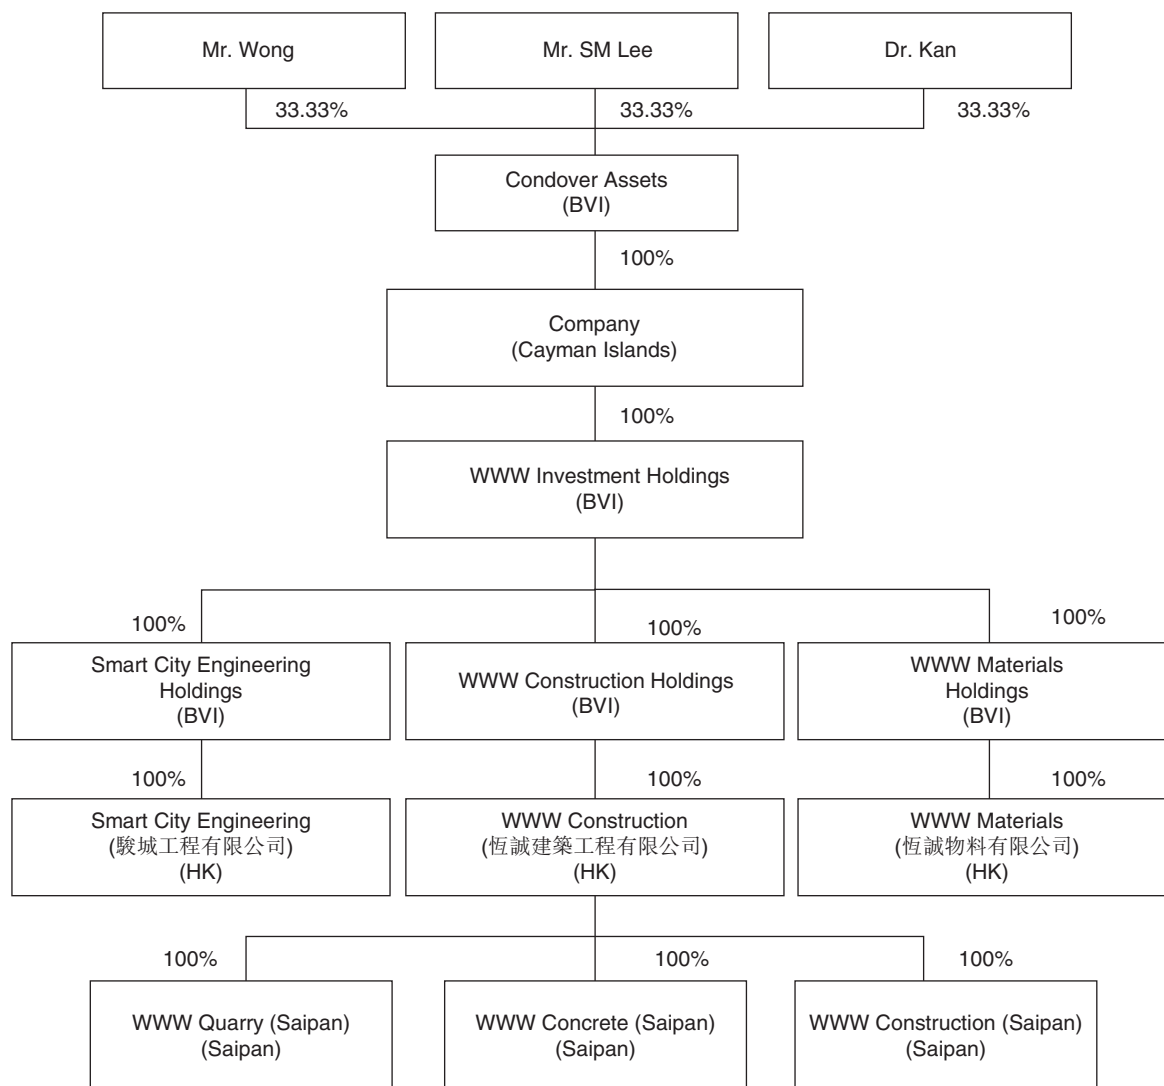 Mr. Wong
Mr. SM Lee
Dr. Kan
33.33%
33.33%
33.33%
Condover Assets
(BVI)
100%
Company
(Cayman Islands)
100%
WWW Investment Holdings
(BVI)
100%
100%
100%
Smart City Engineering
Holdings
(BVI)
WWW Construction Holdings
(BVI)
WWW Materials
Holdings
(BVI)
100%
100%
100%
Smart City Engineering
(駿城工程有限公司)
(HK)
WWW Construction
(恆誠建築工程有限公司)
(HK)
WWW Materials
(恆誠物料有限公司)
(HK)
100%
100%
100%
WWW Quarry (Saipan)
(Saipan)
WWW Concrete (Saipan)
(Saipan)
WWW Construction (Saipan)
(Saipan)